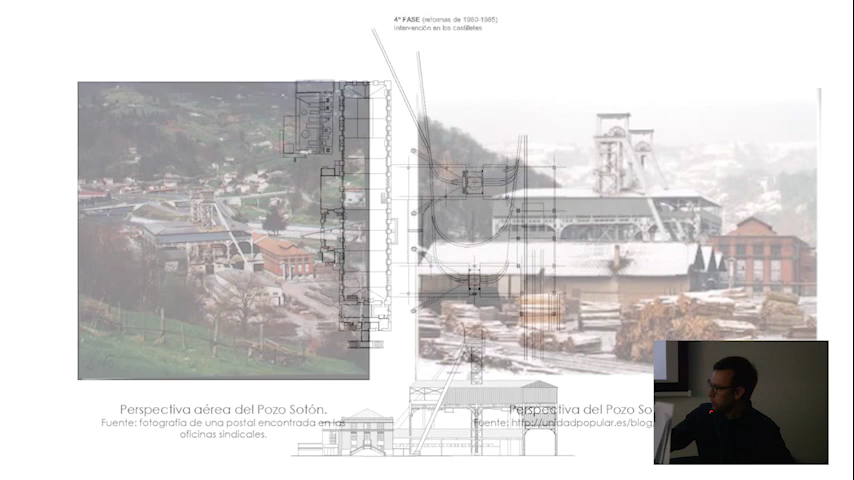 4ª FASE (reformas de 1980-1985)
Intervención en los castilletes
Perspectiva aérea del Pozo Sotón.
Fuente: fotografía de una postal encontrada en las
oficinas sindicales.
Perspectiva del Pozo So
Fuente: http://unidadpopular.es/blog